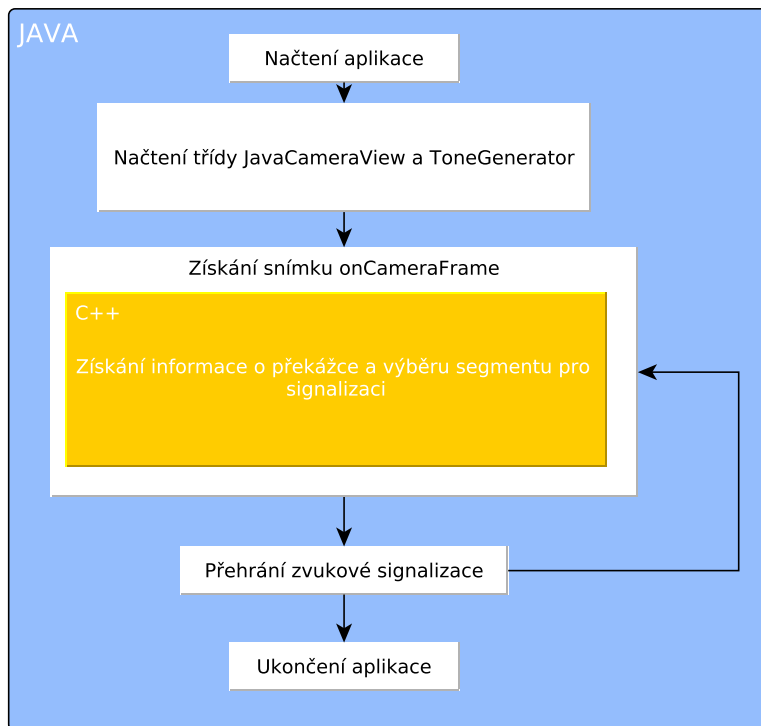 JAVA
Načtení aplikace
Načtení třídy JavaCameraView a ToneGenerator
Získání snímku onCameraFrame
C++
Získání informace o překážce a výběru segmentu pro
signalizaci
Přehrání zvukové signalizace
Ukončení aplikace